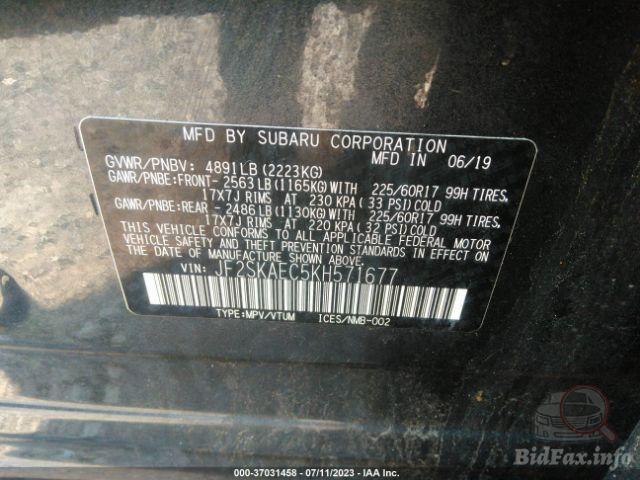 MFD BY SUBARU CORPORATION
GVWR/PNBV: 4891LB(2223KG) MFD IN 06/19
GAWR/PNBE:FRONT- 2563LB(1165KG)WITH 225/60R17 99H TIRES,
17X7J RIMS AT 230 KPA(33 PSI)COLD
GAWR/PNBE:REAR - 2486LB(1130KG)WITH 225/60R17 99H TIRES,
17X7J RIMS AT 220 KPA(32 PSI)COLD
THIS VEHICLE CONFORMS TO ALL APPLICABLE FEDERAL MOTOR
VEHICLE SAFETY AND THEFT PREVENTION STANDARDS IN EFFECT ON
THE DATE OF MANUFACTURE SHOWN ABOVE.
VIN: JF2SKAEC5KH571677
TYPE:MPV/VTUM ICES/NMB-002
000-37031458 - 07/11/2023 - IAA Inc.
BidFax.info